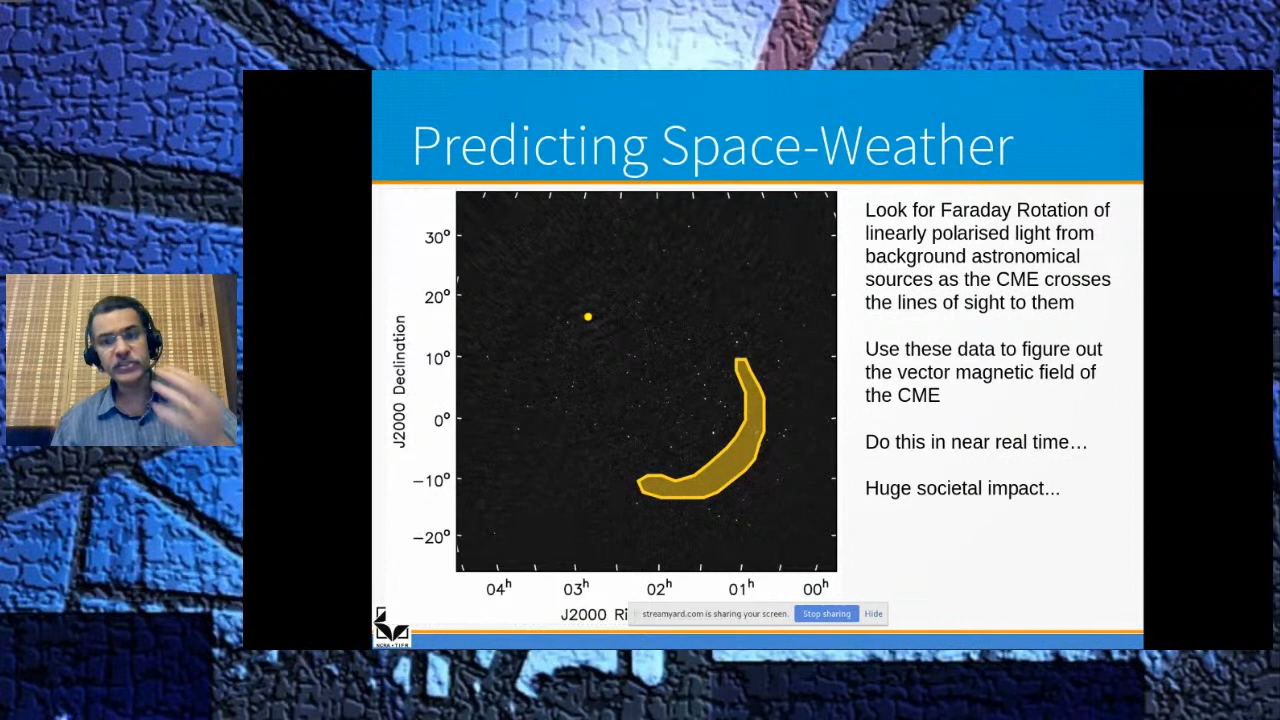 Predicting Space-Weather
30°
20°
10°
0°
−10°
−20°
J2000 Declination
04ʰ 03ʰ 02ʰ 01ʰ 00ʰ
J2000 Ri
Look for Faraday Rotation of
linearly polarised light from
background astronomical
sources as the CME crosses
the lines of sight to them
Use these data to figure out
the vector magnetic field of
the CME
Do this in near real time…
Huge societal impact...
streamyard.com is sharing your screen. Stop sharing Hide
NCRA • TIFR